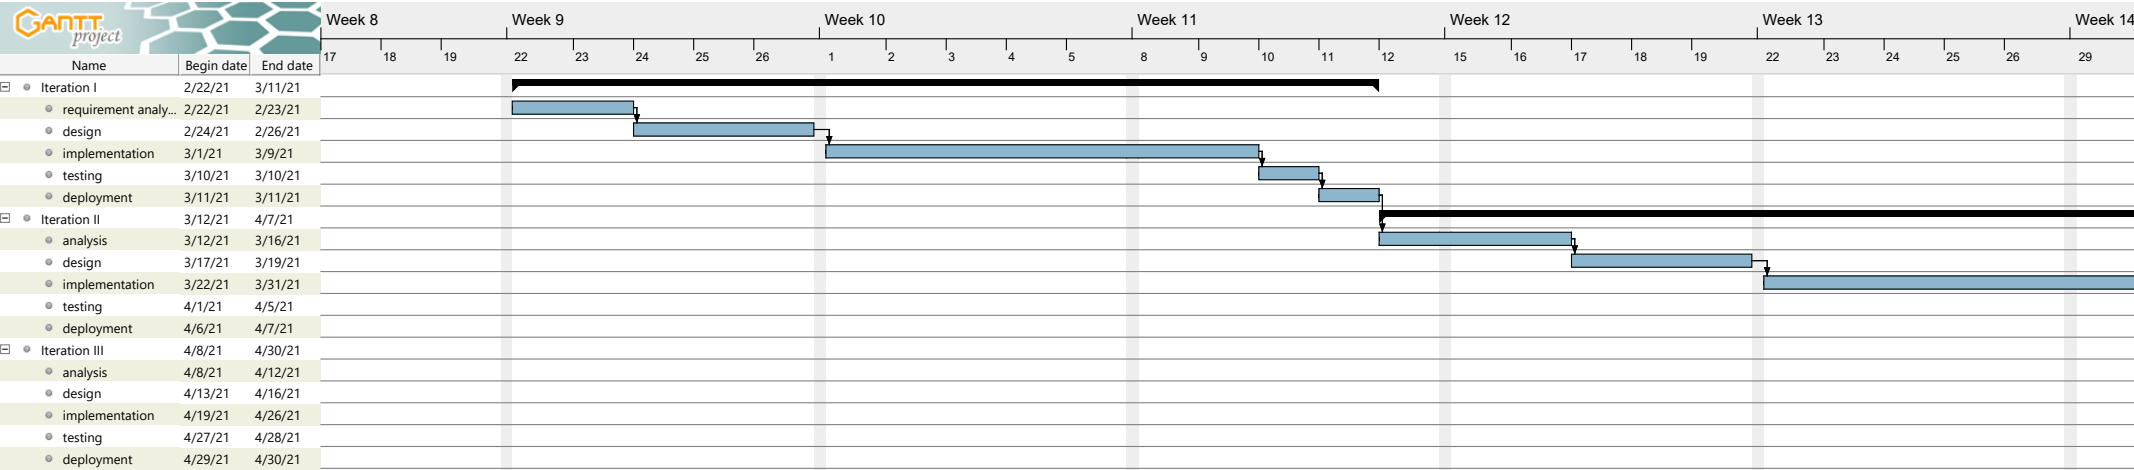 GANTT
project
Week 8 Week 9 Week 10 Week 11 Week 12 Week 13 Week 14
17 18 19 22 23 24 25 26 1 2 3 4 5 8 9 10 11 12 15 16 17 18 19 22 23 24 25 26 29
Name Begin date End date
Iteration I 2/22/21 3/11/21
requirement analy... 2/22/21 2/23/21
design 2/24/21 2/26/21
implementation 3/1/21 3/9/21
testing 3/10/21 3/10/21
deployment 3/11/21 3/11/21
Iteration II 3/12/21 4/7/21
analysis 3/12/21 3/16/21
design 3/17/21 3/19/21
implementation 3/22/21 3/31/21
testing 4/1/21 4/5/21
deployment 4/6/21 4/7/21
Iteration III 4/8/21 4/30/21
analysis 4/8/21 4/12/21
design 4/13/21 4/16/21
implementation 4/19/21 4/26/21
testing 4/27/21 4/28/21
deployment 4/29/21 4/30/21